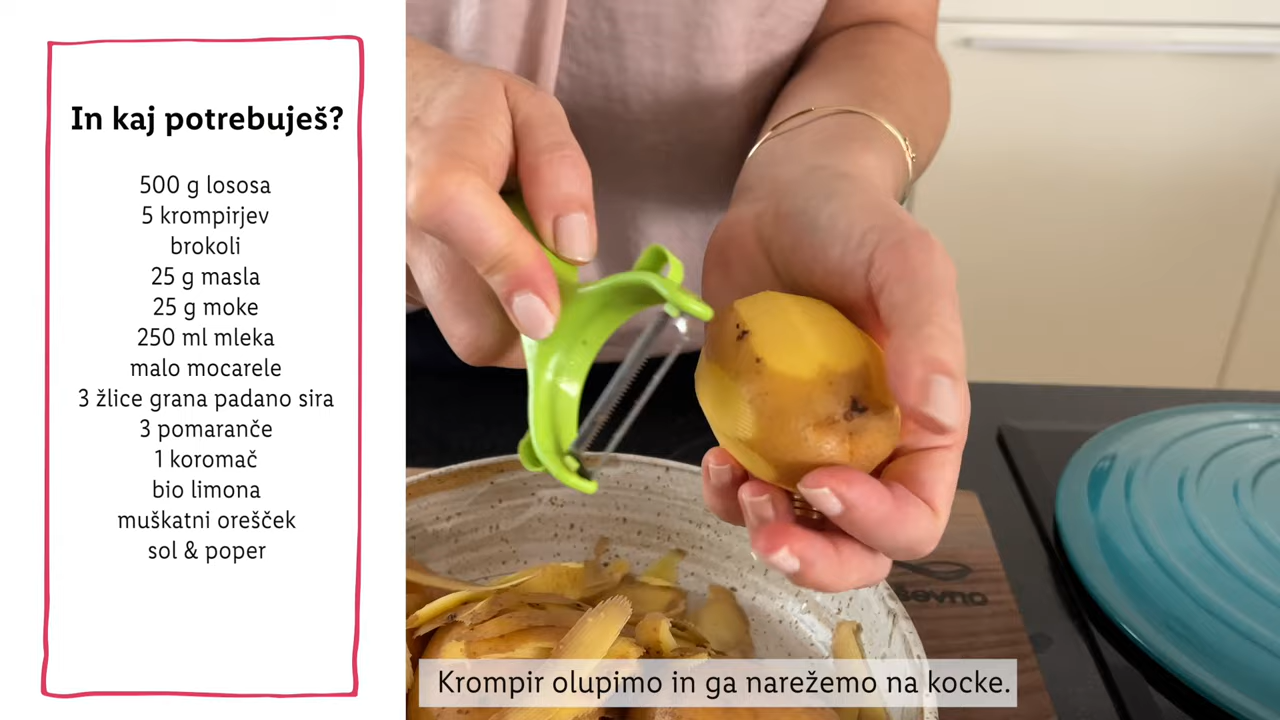 In kaj potrebuješ?
500 g lososa
5 krompirjev
brokoli
25 g masla
25 g moke
250 ml mleka
malo mocarele
3 žlice grana padano sira
3 pomaranče
1 koromač
bio limona
muškatni orešček
sol & poper
Krompir olupimo in ga narežemo na kocke.